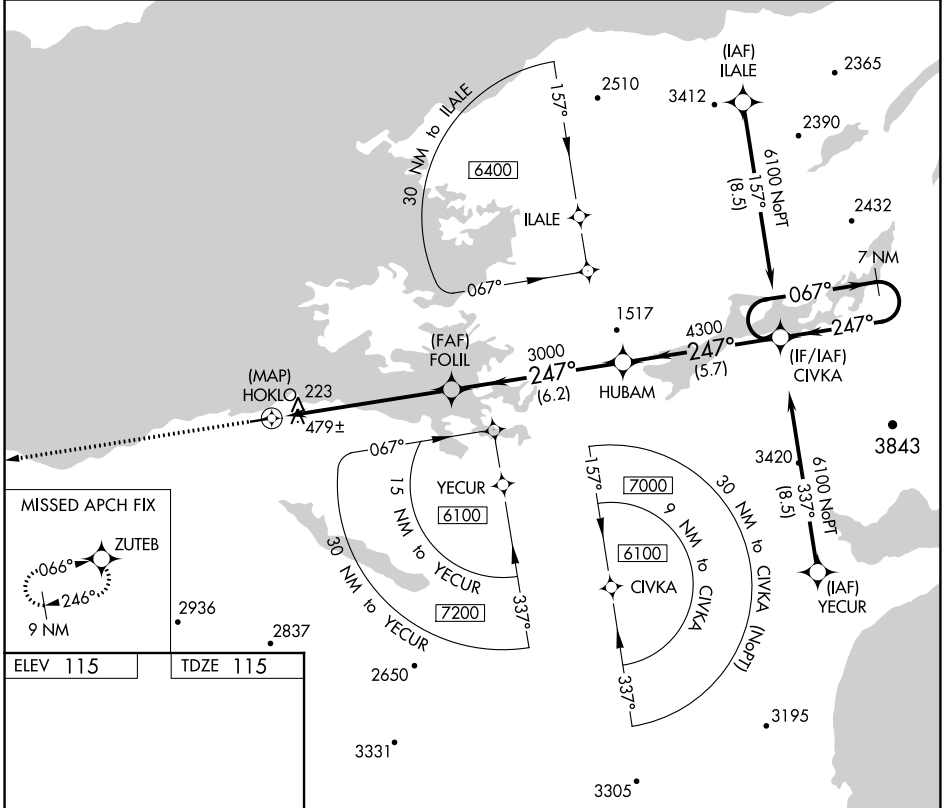 (IAF)
ILALE
2365
2510
3412
2390
30 NM to ILALE
157°
6400
ILALE
067°
6100 NoPT
157°
(8.5)
2432
7 NM
067°
247°
1517
4300
247°
(5.7)
(IF/IAF)
CIVKA
(FAF)
FOLIL
3000
247°
(6.2)
HUBAM
(MAP)
HOKLO
223
479±
3843
067°
15 NM to YECUR
YECUR
6100
30 NM to YECUR
7200
337°
157°
7000
30 NM to CIVKA (NoPT)
9 NM to CIVKA
6100
CIVKA
337°
3420
6100 NoPT
337°
(8.5)
(IAF)
YECUR
MISSED APCH FIX
ZUTEB
066°
246°
9 NM
2936
2837
2650
ELEV 115
TDZE 115
3331
3195
3305